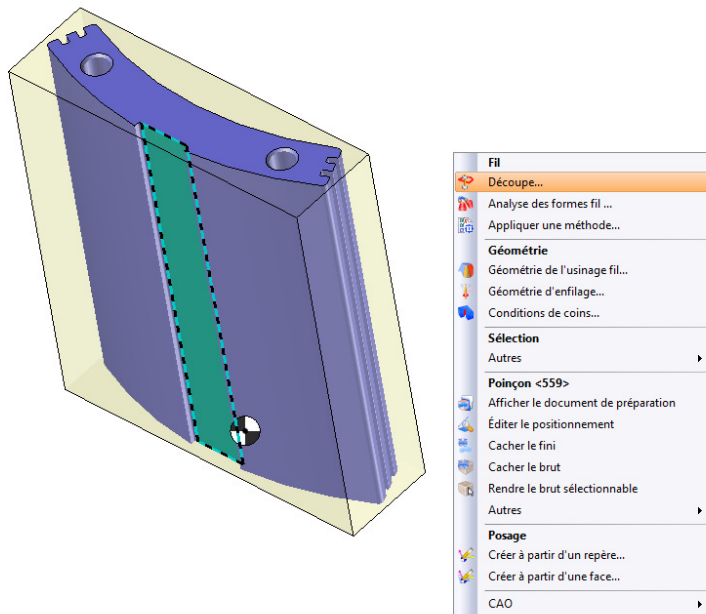 Fil
Découpe...
Analyse des formes fil ...
Appliquer une méthode...
Géométrie
Géométrie de l'usinage fil...
Géométrie d'enfilage...
Conditions de coins...
Sélection
Autres
Poinçon <559>
Afficher le document de préparation
Éditer le positionnement
Cacher le fini
Cacher le brut
Rendre le brut sélectionnable
Autres
Posage
Créer à partir d'un repère...
Créer à partir d'une face...
CAO